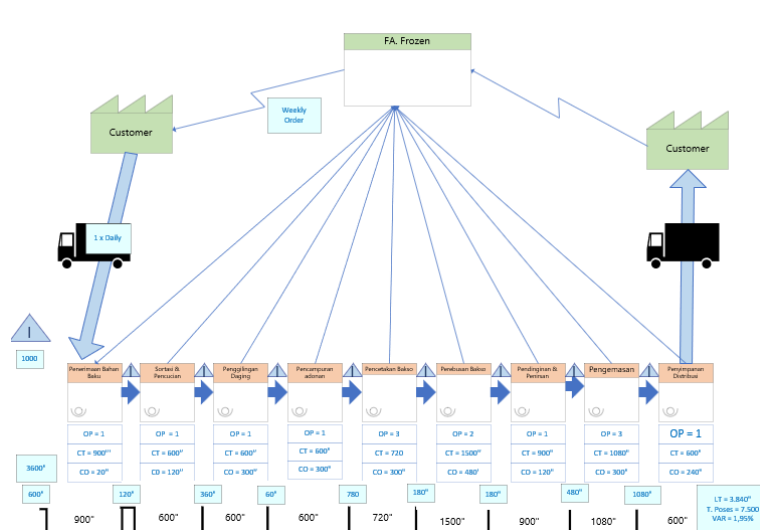 FA. Frozen
Weekly
Order
Customer
Customer
1 x Daily
I
1000
Penerimaan Bahan
Baku
Sortasi &
Pencucian
Penggilingan
Daging
Pencampuran
adonan
Pencetakan Bakso
Perebusan Bakso
Pendinginan &
Penirisan
Pengemasan
Penyimpanan
Distribusi
I I I I I I I I
OP = 1
OP = 1
OP = 1
OP = 1
OP = 3
OP = 2
OP = 1
OP = 3
OP = 1
CT = 900"'
CT = 600"
CT = 600"
CT = 600"
CT = 720
CT = 1500"
CT = 900"
CT = 1080"
CT = 600"
CO = 20"
CO = 120"
CO = 300"
CO = 300"
CO = 300"
CO = 480'
CO = 120"
CO = 300"
CO = 240"
3600"
600"
120"
360"
60"
780
180"
180"
480"
1080"
900"
600"
600"
600"
720"
1500"
900"
1080"
600"
LT = 3.840"
T. Poses = 7.500
VAR = 1,95%